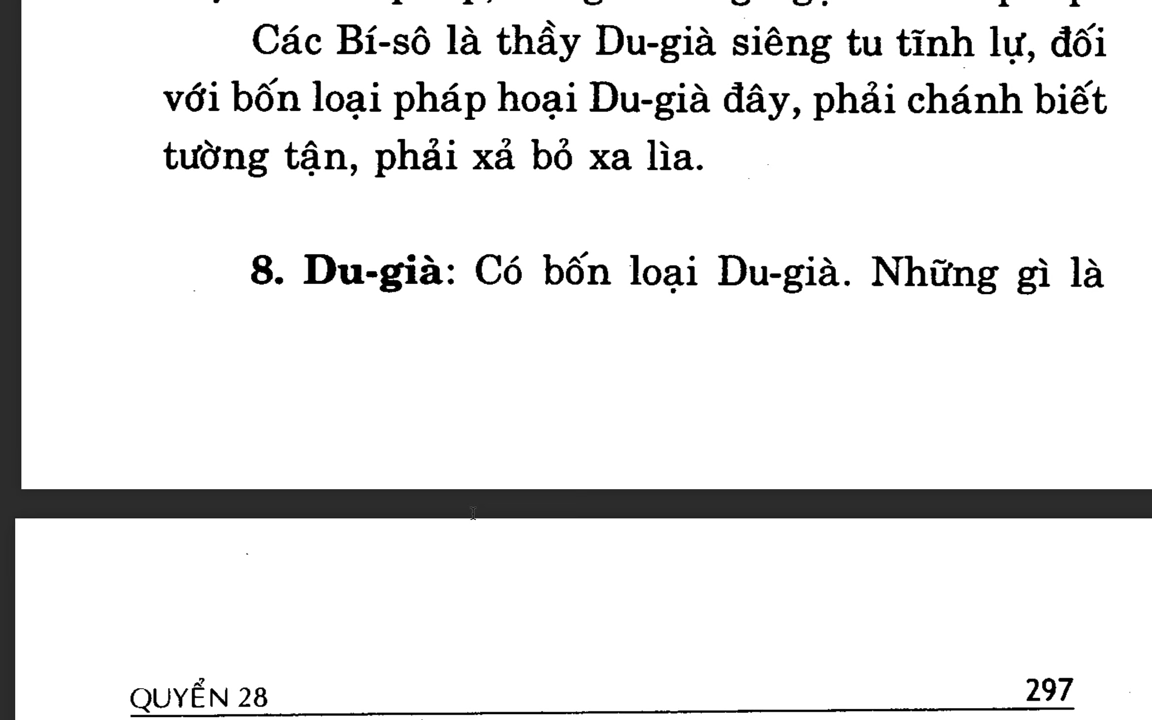 Các Bí-sô là thầy Du-già siêng tu tĩnh lự, đối
với bốn loại pháp hoại Du-già đây, phải chánh biết
tường tận, phải xả bỏ xa lìa.
8. Du-già: Có bốn loại Du-già. Những gì là
QUYỂN 28 297